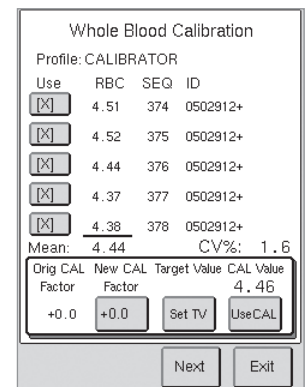 Whole Blood Calibration
Profile: CALIBRATOR
Use RBC SEQ ID
[X] 4.51 374 0502912+
[X] 4.52 375 0502912+
[X] 4.44 376 0502912+
[X] 4.37 377 0502912+
[X] 4.38 378 0502912+
Mean: 4.44 CV%: 1.6
Orig CAL New CAL Target Value CAL Value
Factor Factor 4.46
+0.0 +0.0 Set TV UseCAL
Next Exit